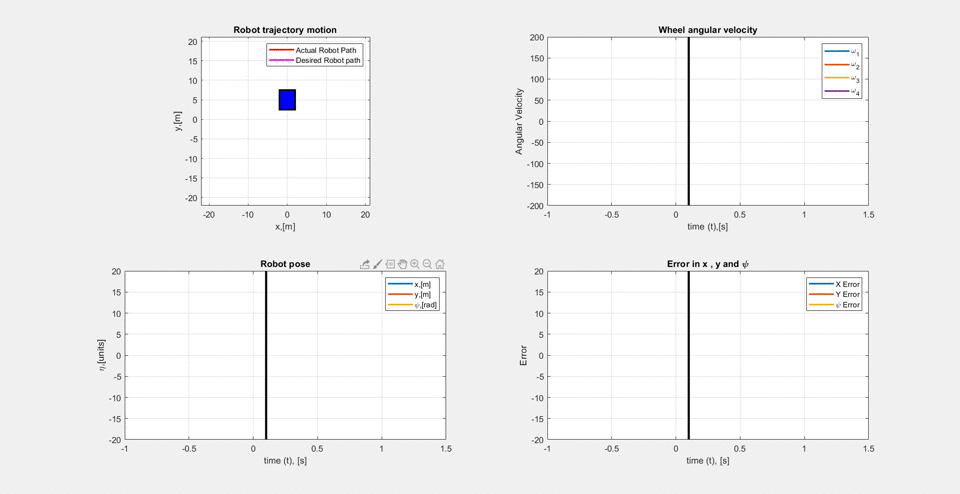 Robot trajectory motion
Actual Robot Path
Desired Robot path
20
15
10
5
0
-5
-10
-15
-20
y,[m]
-20 -10 0 10 20
x,[m]
Wheel angular velocity
ω1
ω2
ω3
ω4
200
150
100
50
0
-50
-100
-150
-200
Angular Velocity
-1 -0.5 0 0.5 1 1.5
time (t),[s]
Robot pose
x,[m]
y,[m]
ψ,[rad]
20
15
10
5
0
-5
-10
-15
-20
η,[units]
-1 -0.5 0 0.5 1 1.5
time (t), [s]
Error in x , y and ψ
X Error
Y Error
ψ Error
20
15
10
5
0
-5
-10
-15
-20
Error
-1 -0.5 0 0.5 1 1.5
time (t), [s]